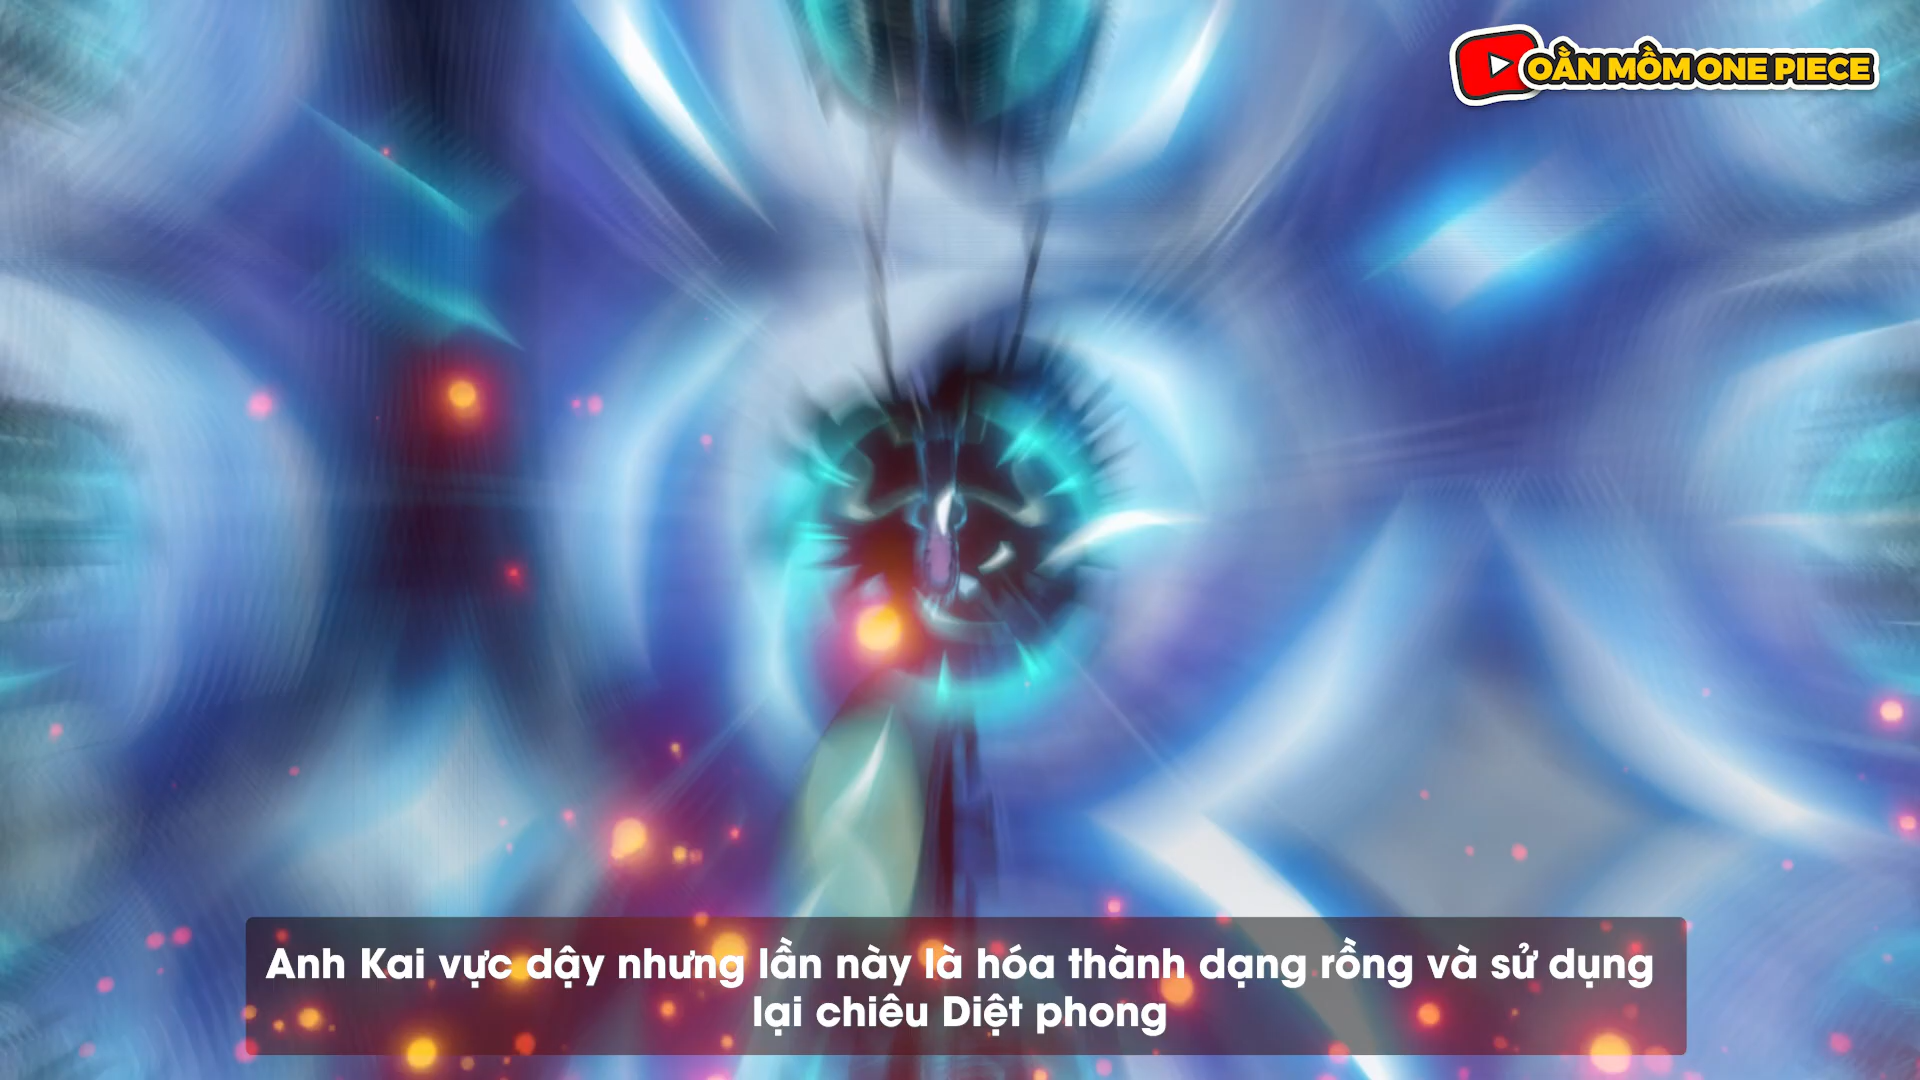 OẰN MỒM ONE PIECE
Anh Kai vực dậy nhưng lần này là hóa thành dạng rồng và sử dụng
lại chiêu Diệt phong